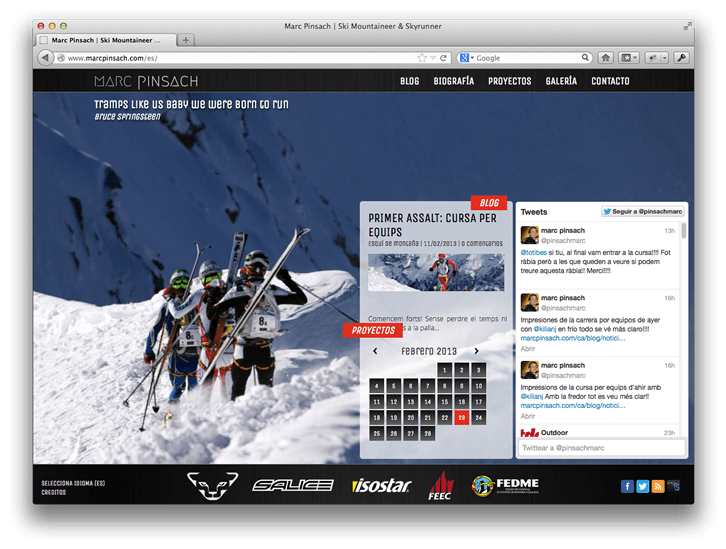 Marc Pinsach | Ski Mountaineer & Skyrunner
Marc Pinsach | Ski Mountaineer ...
www.marcpinsach.com/es/
Google
MARC PINSACH
BLOG BIOGRAFÍA PROYECTOS GALERÍA CONTACTO
Tramps like us baby we were born to run
Bruce Springsteen
BLOG
PRIMER ASSALT: CURSA PER
EQUIPS
ESQUÍ DE MONTAÑA | 11/02/2013 | 0 COMENTARIOS
Comencem forts! Sense perdre el temps ni
s a la palla...
PROYECTOS
FEBRERO 2013
1 2 3
4 5 6 7 8 9 10
11 12 13 14 15 16 17
18 19 20 21 22 23 24
25 26 27 28
Tweets
Seguir a @pinsachmarc
marc pinsach 13h
@pinsachmarc
@totibes si tiu, al final vam entrar a la cursa!!!! Fot
ràbia però a les que queden a veure si podem
treure aquesta ràbia!! Merci!!!!
marc pinsach 16h
@pinsachmarc
Impresiones de la carrera por equipos de ayer
con @kilianj en frío todo se vé más claro!!!!
marcpinsach.com/ca/blog/notici...
Abrir
marc pinsach 16h
@pinsachmarc
Impressions de la cursa per equips d'ahir amb
@kilianj Amb la fredor tot es veu més clar!!
marcpinsach.com/ca/blog/notici...
Abrir
Outdoor 23h
Twittear a @pinsachmarc
8A
8
SELECCIONA IDIOMA (ES)
CREDITOS
SALICE
isostar
FEEC
FEDME